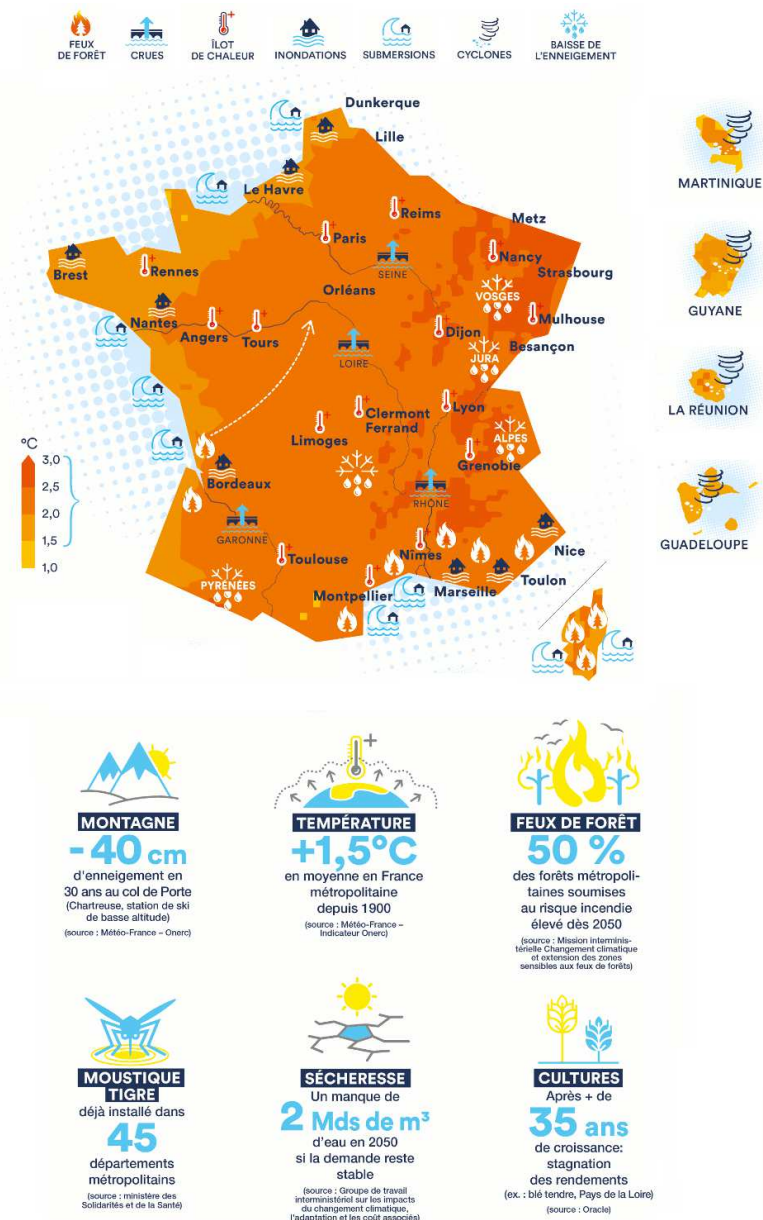 FEUX
DE FORÊT
CRUES
ÎLOT
DE CHALEUR
INONDATIONS
SUBMERSIONS
CYCLONES
BAISSE DE
L'ENNEIGEMENT
Dunkerque
Lille
Le Havre
Reims
Metz
Paris
Nancy
Strasbourg
SEINE
Brest
Rennes
Orléans
VOSGES
Nantes
Angers
Tours
Dijon
Mulhouse
Besançon
LOIRE
JURA
Clermont
Ferrand
Lyon
Limoges
ALPES
Grenoble
°C
3,0
2,5
2,0
1,5
1,0
Bordeaux
RHÔNE
GARONNE
Toulouse
Nîmes
Nice
PYRÉNÉES
Montpellier
Marseille
Toulon
MARTINIQUE
GUYANE
LA RÉUNION
GUADELOUPE
MONTAGNE
- 40 cm
d'enneigement en
30 ans au col de Porte
(Chartreuse, station de ski
de basse altitude)
(source : Météo-France – Onerc)
TEMPÉRATURE
+1,5°C
en moyenne en France
métropolitaine
depuis 1900
(source : Météo-France –
Indicateur Onerc)
FEUX DE FORÊT
50 %
des forêts métropoli-
taines soumises
au risque incendie
élevé dès 2050
(source : Mission interminis-
térielle Changement climatique
et extension des zones
sensibles aux feux de forêts)
MOUSTIQUE
TIGRE
déjà installé dans
45
départements
métropolitains
(source : ministère des
Solidarités et de la Santé)
SÉCHERESSE
Un manque de
2 Mds de m³
d'eau en 2050
si la demande reste
stable
(source : Groupe de travail
interministériel sur les impacts
du changement climatique,
l'adaptation et les coût associés)
CULTURES
Après + de
35 ans
de croissance:
stagnation
des rendements
(ex. : blé tendre, Pays de la Loire)
(source : Oracle)